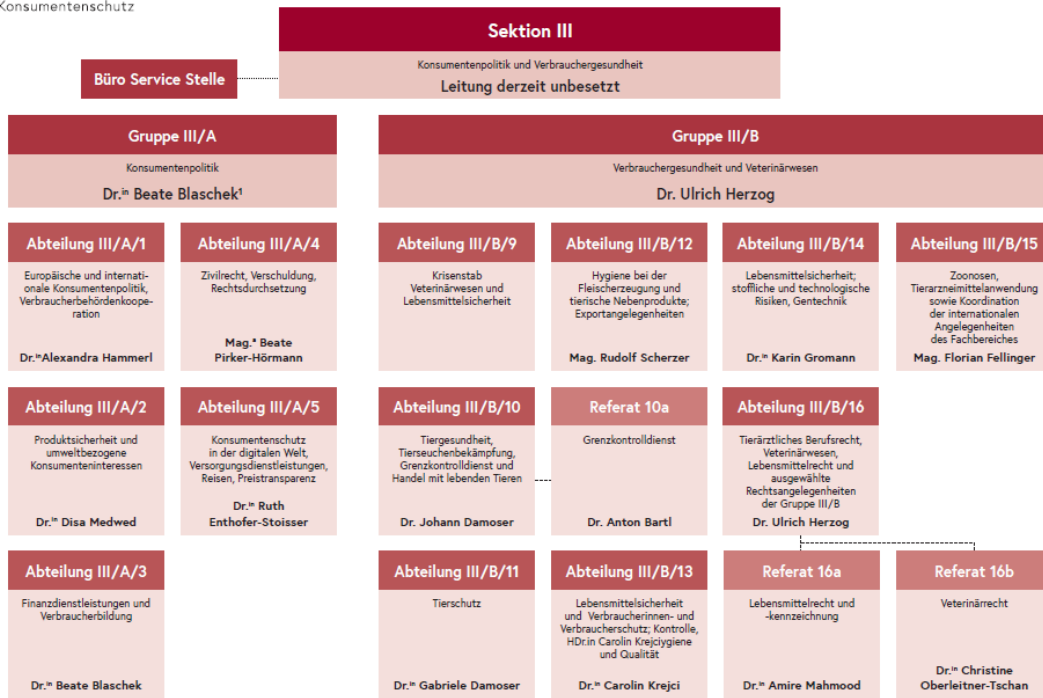 Konsumentenschutz
Sektion III
Konsumentenpolitik und Verbrauchergesundheit
Leitung derzeit unbesetzt
Büro Service Stelle
Gruppe III/A
Konsumentenpolitik
Dr.ⁱⁿ Beate Blaschek¹
Gruppe III/B
Verbrauchergesundheit und Veterinärwesen
Dr. Ulrich Herzog
Abteilung III/A/1
Europäische und internati-
onale Konsumentenpolitik,
Verbraucherbehördenkoope-
ration
Dr.ⁱⁿAlexandra Hammerl
Abteilung III/A/4
Zivilrecht, Verschuldung,
Rechtsdurchsetzung
Mag.ª Beate
Pirker-Hörmann
Abteilung III/B/9
Krisenstab
Veterinärwesen und
Lebensmittelsicherheit
Abteilung III/B/12
Hygiene bei der
Fleischerzeugung und
tierische Nebenprodukte;
Exportangelegenheiten
Mag. Rudolf Scherzer
Abteilung III/B/14
Lebensmittelsicherheit;
stoffliche und technologische
Risiken, Gentechnik
Dr.ⁱⁿ Karin Gromann
Abteilung III/B/15
Zoonosen,
Tierarzneimittelanwendung
sowie Koordination
der internationalen
Angelegenheiten
des Fachbereiches
Mag. Florian Fellinger
Abteilung III/A/2
Produktsicherheit und
umweltbezogene
Konsumenteninteressen
Dr.ⁱⁿ Disa Medwed
Abteilung III/A/5
Konsumentenschutz
in der digitalen Welt,
Versorgungsdienstleistungen,
Reisen, Preistransparenz
Dr.ⁱⁿ Ruth
Enthofer-Stoisser
Abteilung III/B/10
Tiergesundheit,
Tierseuchenbekämpfung,
Grenzkontrolldienst und
Handel mit lebenden Tieren
Dr. Johann Damoser
Referat 10a
Grenzkontrolldienst
Dr. Anton Bartl
Abteilung III/B/16
Tierärztliches Berufsrecht,
Veterinärwesen,
Lebensmittelrecht und
ausgewählte
Rechtsangelegenheiten
der Gruppe III/B
Dr. Ulrich Herzog
Abteilung III/A/3
Finanzdienstleistungen und
Verbraucherbildung
Dr.ⁱⁿ Beate Blaschek
Abteilung III/B/11
Tierschutz
Dr.ⁱⁿ Gabriele Damoser
Abteilung III/B/13
Lebensmittelsicherheit
und Verbraucherinnen- und
Verbraucherschutz; Kontrolle,
HDr.in Carolin Krejciygiene
und Qualität
Dr.ⁱⁿ Carolin Krejci
Referat 16a
Lebensmittelrecht und
-kennzeichnung
Dr.ⁱⁿ Amire Mahmood
Referat 16b
Veterinärrecht
Dr.ⁱⁿ Christine
Oberleitner-Tschan